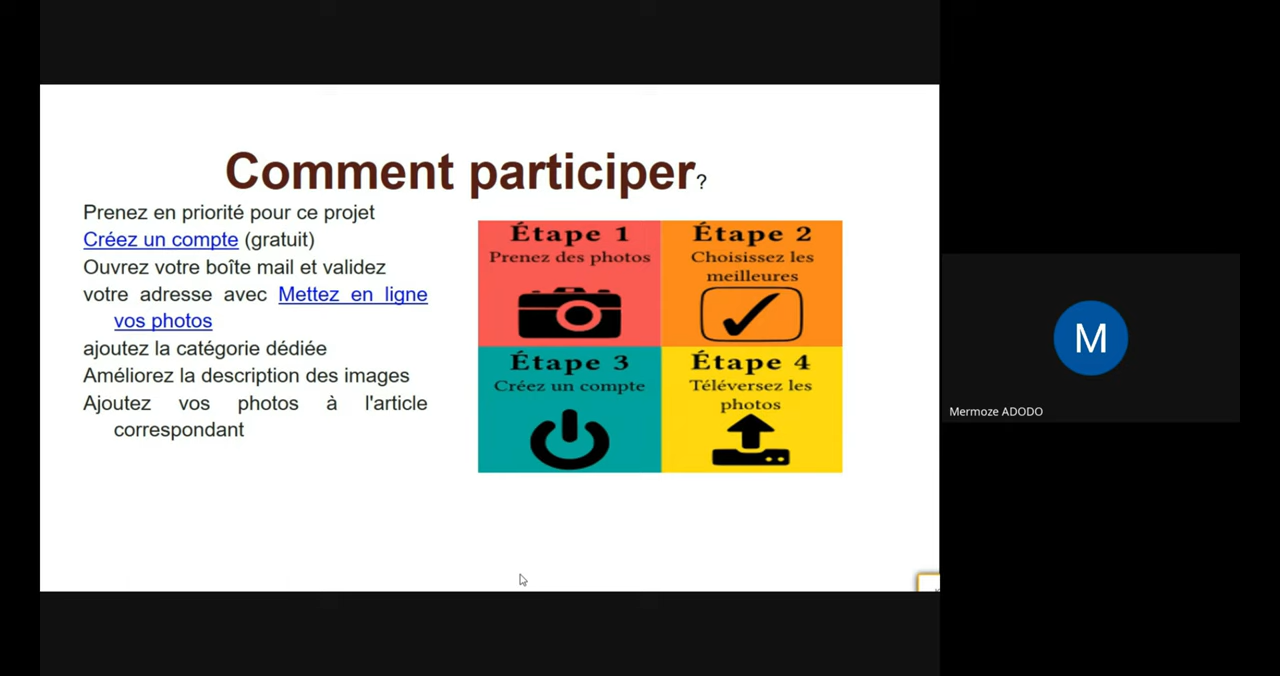 Comment participer?
Prenez en priorité pour ce projet
Créez un compte (gratuit)
Ouvrez votre boîte mail et validez
votre adresse avec Mettez en ligne
vos photos
ajoutez la catégorie dédiée
Améliorez la description des images
Ajoutez vos photos à l'article
correspondant
Étape 1
Prenez des photos
Étape 2
Choisissez les
meilleures
Étape 3
Créez un compte
Étape 4
Téléversez les
photos
M
Mermoze ADODO